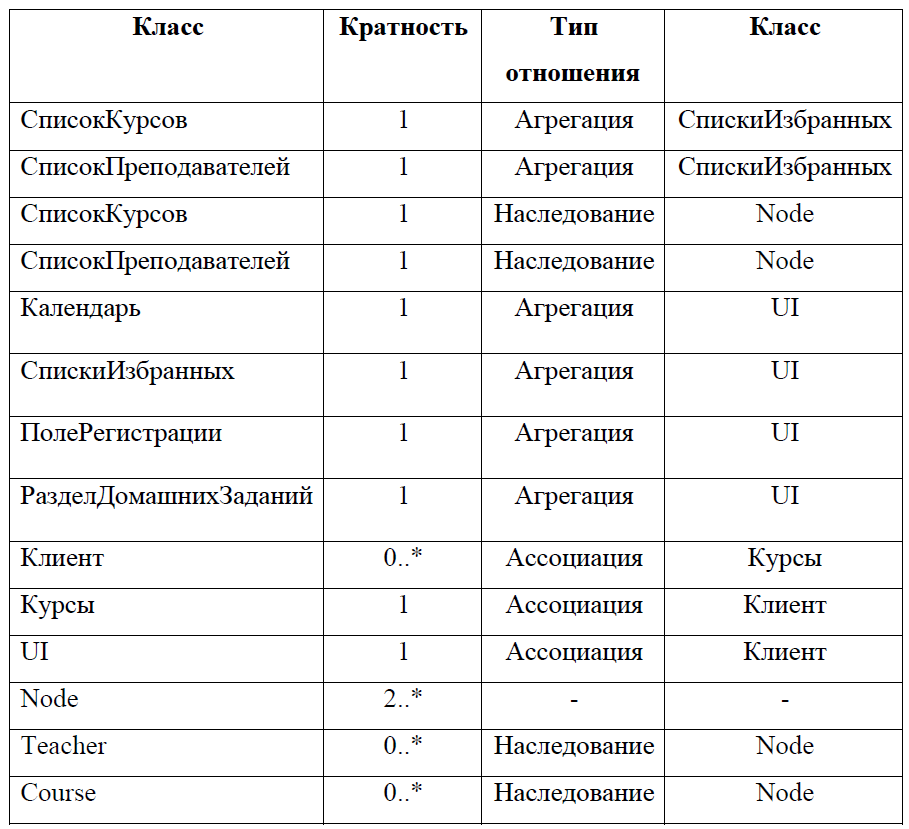 Класс Кратность Тип отношения Класс
СписокКурсов 1 Агрегация СпискиИзбранных
СписокПреподавателей 1 Агрегация СпискиИзбранных
СписокКурсов 1 Наследование Node
СписокПреподавателей 1 Наследование Node
Календарь 1 Агрегация UI
СпискиИзбранных 1 Агрегация UI
ПолеРегистрации 1 Агрегация UI
РазделДомашнихЗаданий 1 Агрегация UI
Клиент 0..* Ассоциация Курсы
Курсы 1 Ассоциация Клиент
UI 1 Ассоциация Клиент
Node 2..* - -
Teacher 0..* Наследование Node
Course 0..* Наследование Node